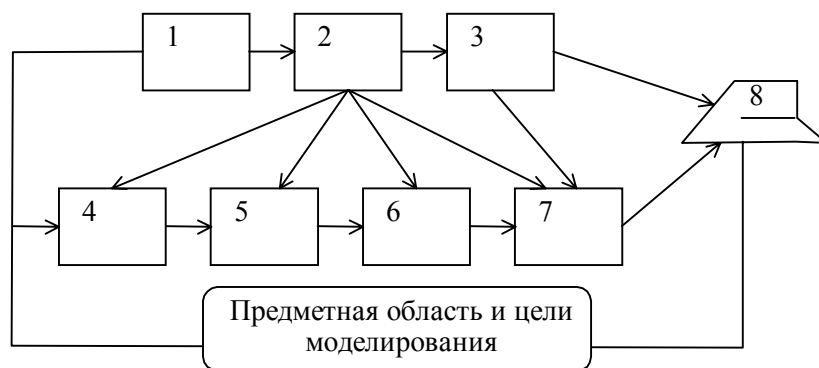 1 2 3
8
4 5 6 7
Предметная область и цели
моделирования